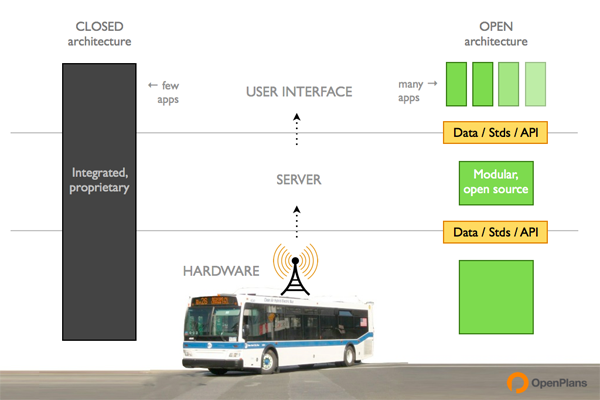 CLOSED
architecture
OPEN
architecture
← few
apps
USER INTERFACE
many →
apps
Data / Stds / API
Integrated,
proprietary
SERVER
Modular,
open source
Data / Stds / API
HARDWARE
OpenPlans